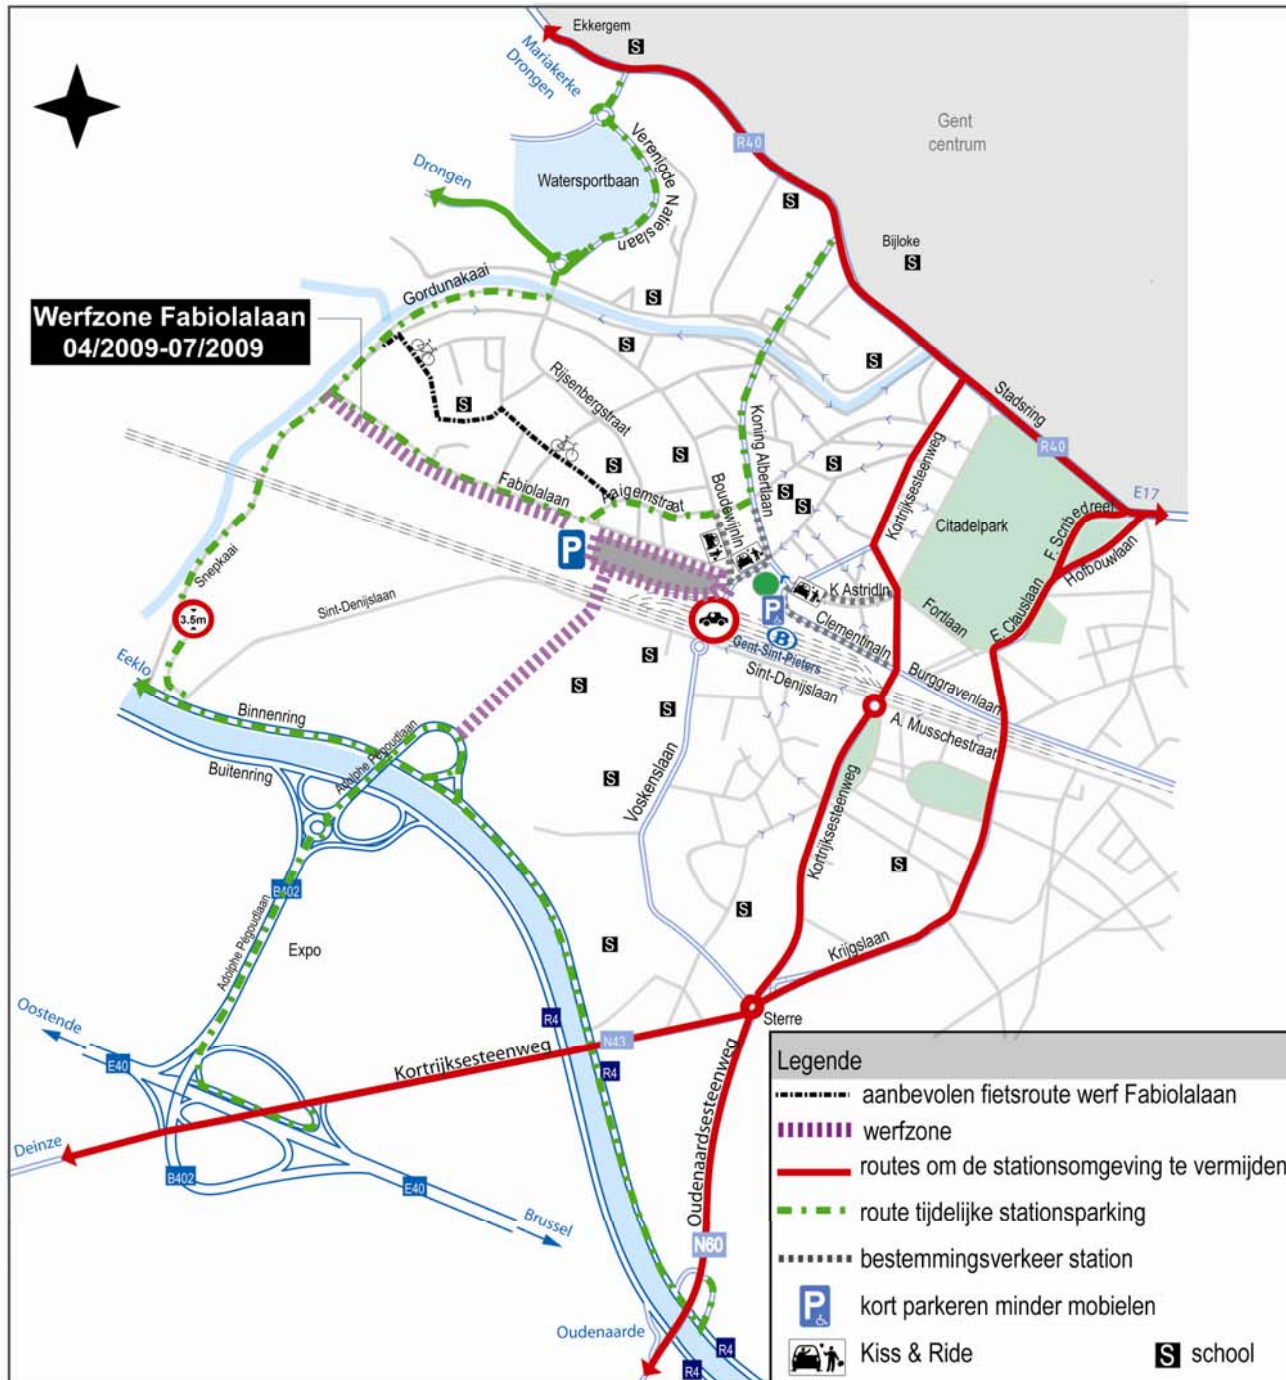 Ekkergem
S
Mariakerke
Drongen
R40
Gent
centrum
Verenigde Natieslaan
Watersportbaan
Drongen
S
Bijloke
S
Gordunakaai
S
Werfzone Fabiolalaan
04/2009-07/2009
S
S
Rijsenbergstraat
Stadsring
R40
S
Koning Albertlaan
Kortrijksesteenweg
S
S
S
S
S
Fabiolalaan
Aaigemstraat
Boudewijnln
E17
Citadelpark
F. Scribedreef
Hofbouwlaan
P
Snepkaai
K Astridln
Fortlaan
E. Clauslaan
3.5m
Sint-Denijslaan
P
Clementinaln
B
Gent-Sint-Pieters
Sint-Denijslaan
Burggravenlaan
Eeklo
S
S
S
Binnenring
Buitenring
A. Musschestraat
Adolphe Pégoudlaan
Voskenslaan
S
Kortrijksesteenweg
S
B402
S
Adolphe Pégoudlaan
Expo
S
Krijgslaan
Oostende
R4
Sterre
N43
Kortrijksesteenweg
E40
R4
Oudenaardsesteenweg
Deinze
B402
E40
Brussel
N60
Oudenaarde
R4
R4
Legende
aanbevolen fietsroute werf Fabiolalaan
werfzone
routes om de stationsomgeving te vermijden
route tijdelijke stationsparking
bestemmingsverkeer station
P kort parkeren minder mobielen
Kiss & Ride
S school